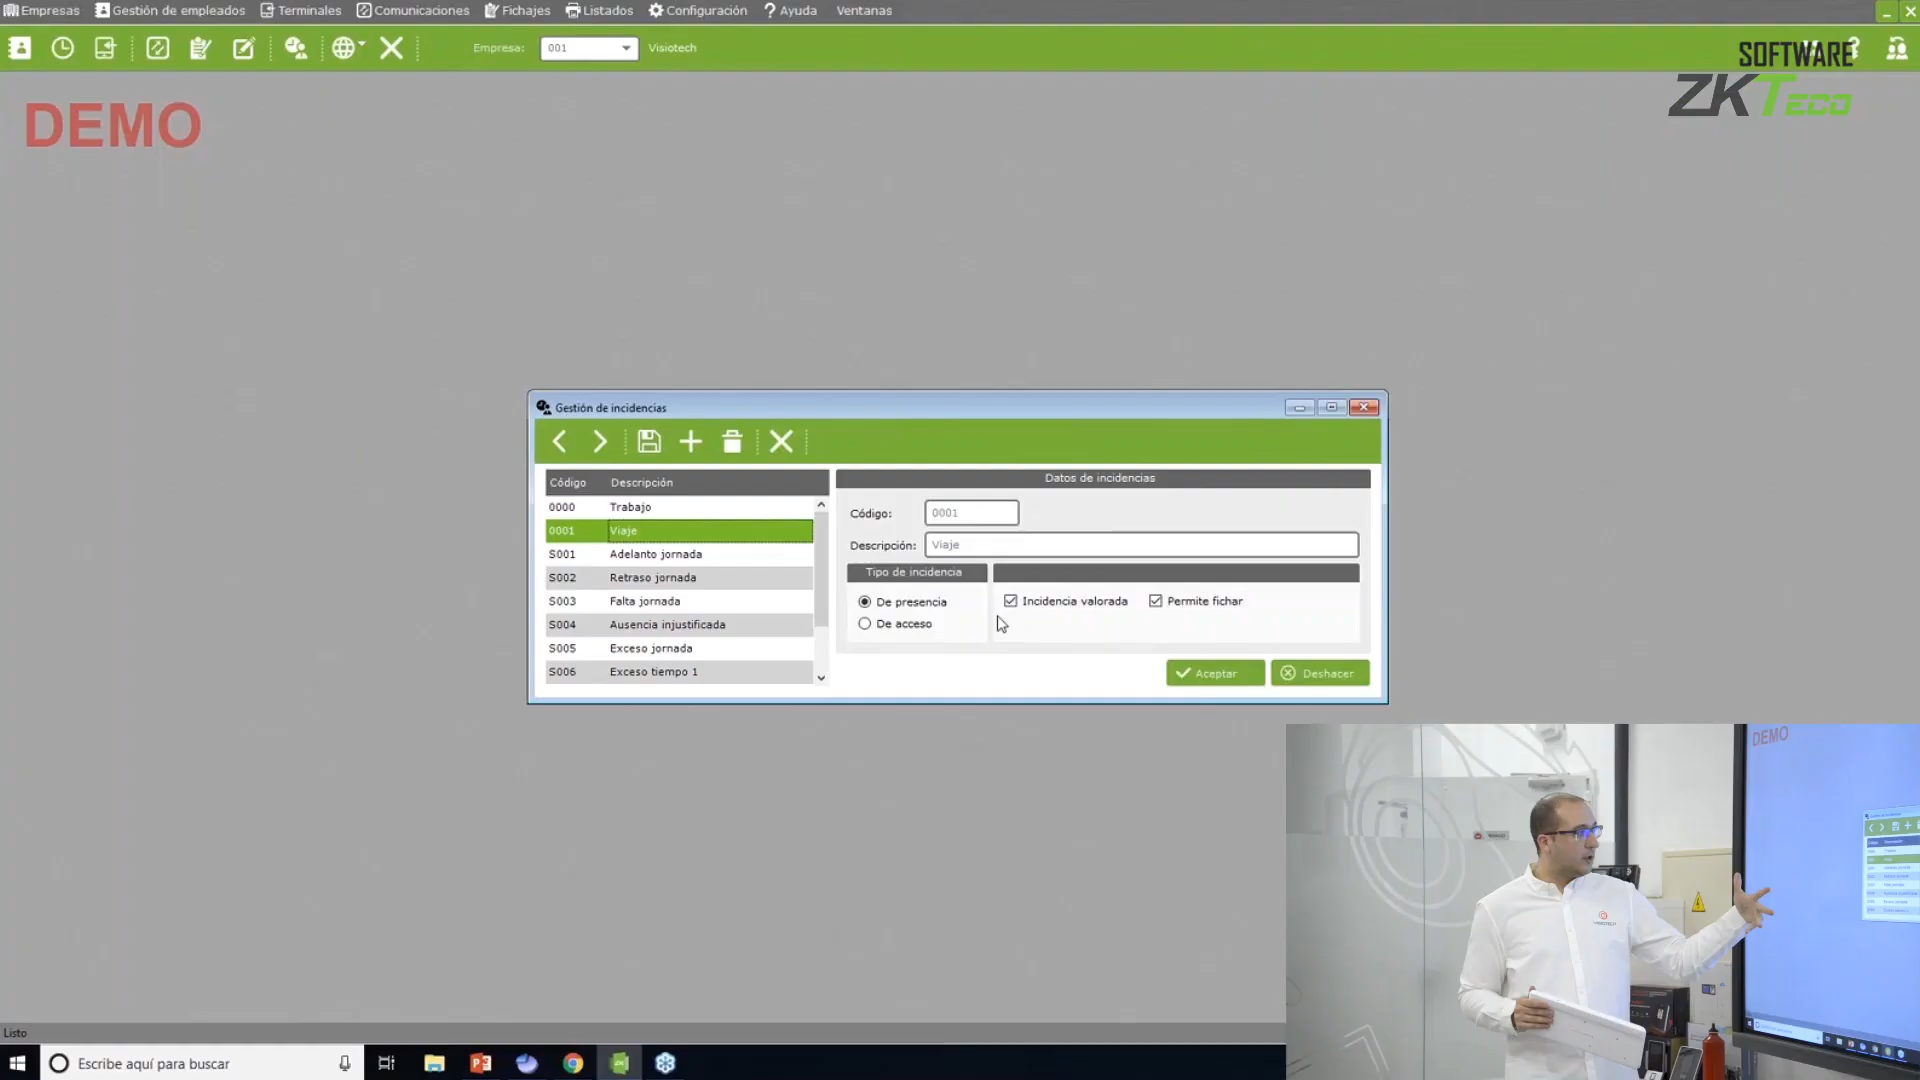 Empresas Gestión de empleados Terminales Comunicaciones Fichajes Listados Configuración ? Ayuda Ventanas
Empresa: 001 Visiotech
SOFTWARE
ZKTeco
DEMO
Gestión de incidencias
Código Descripción
0000 Trabajo
0001 Viaje
S001 Adelanto jornada
S002 Retraso jornada
S003 Falta jornada
S004 Ausencia injustificada
S005 Exceso jornada
S006 Exceso tiempo 1
Datos de incidencias
Código: 0001
Descripción: Viaje
Tipo de incidencia
De presencia
De acceso
Incidencia valorada Permite fichar
Aceptar Deshacer
DEMO
Listo
Escribe aquí para buscar